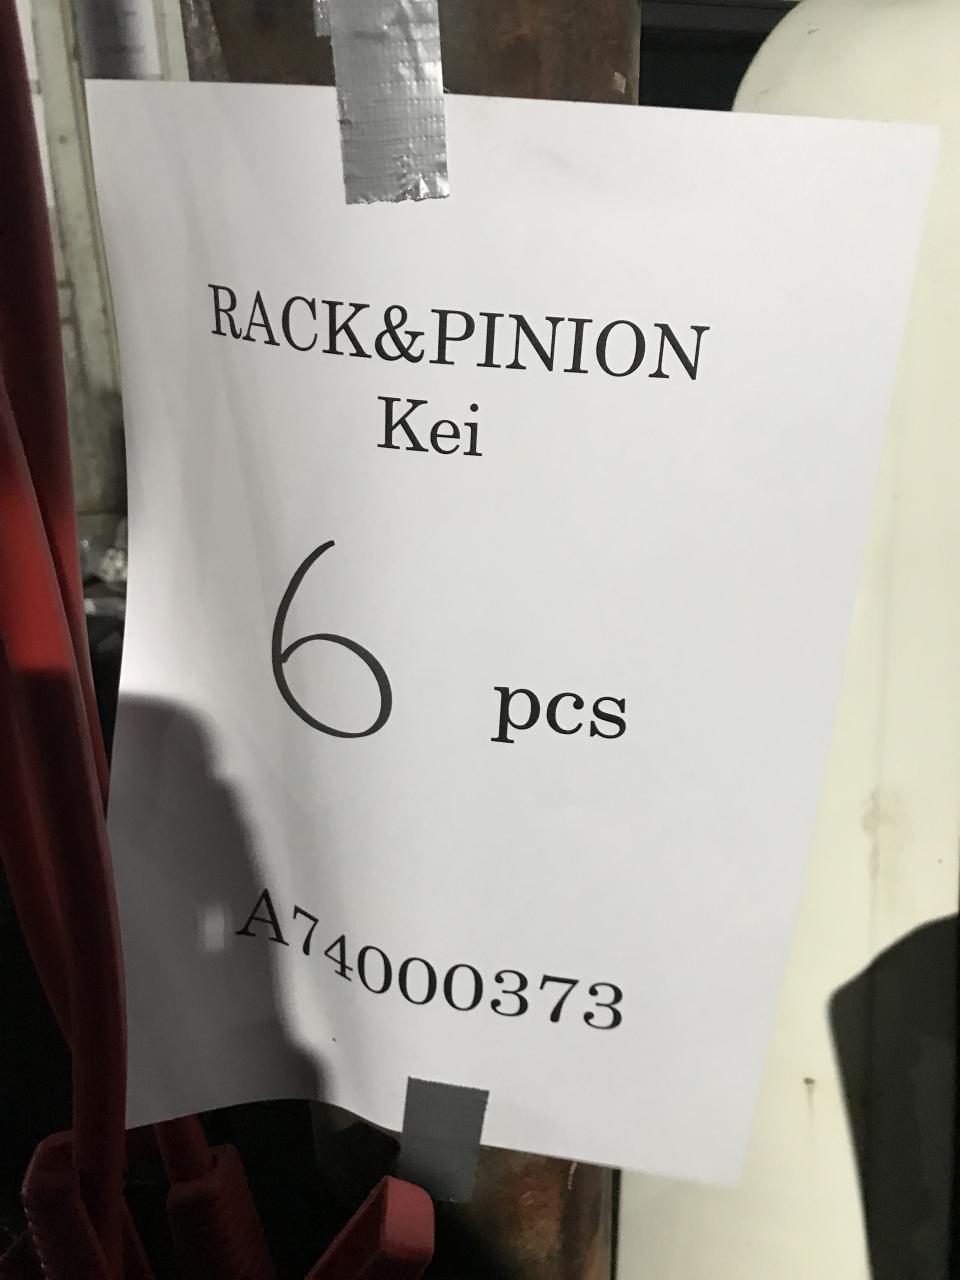 RACK&PINION
Kei
6 pcs
A74000373